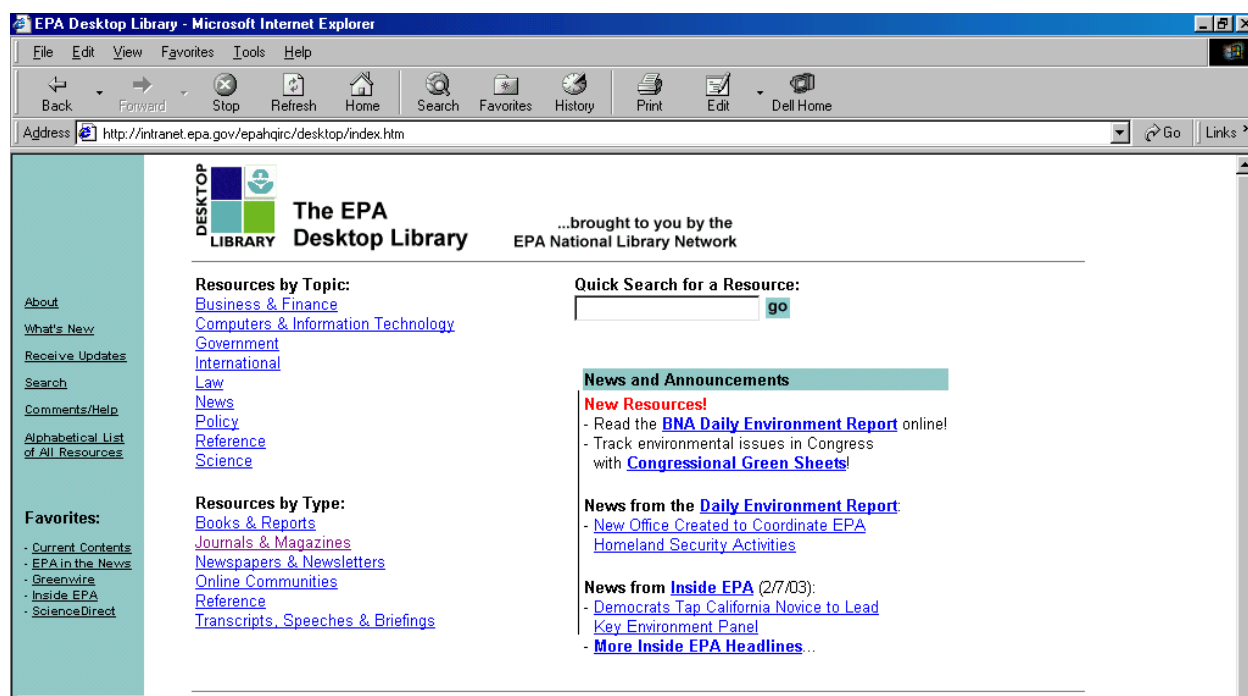 EPA Desktop Library - Microsoft Internet Explorer
File Edit View Favorites Tools Help
Back Forward Stop Refresh Home Search Favorites History Print Edit Dell Home
Address http://intranet.epa.gov/epahqirc/desktop/index.htm Go Links
DESKTOP
LIBRARY
The EPA
Desktop Library
...brought to you by the
EPA National Library Network
About
What's New
Receive Updates
Search
Comments/Help
Alphabetical List
of All Resources
Favorites:
- Current Contents
- EPA in the News
- Greenwire
- Inside EPA
- ScienceDirect
Resources by Topic:
Business & Finance
Computers & Information Technology
Government
International
Law
News
Policy
Reference
Science
Resources by Type:
Books & Reports
Journals & Magazines
Newspapers & Newsletters
Online Communities
Reference
Transcripts, Speeches & Briefings
Quick Search for a Resource:
go
News and Announcements
New Resources!
- Read the BNA Daily Environment Report online!
- Track environmental issues in Congress
with Congressional Green Sheets!
News from the Daily Environment Report:
- New Office Created to Coordinate EPA
Homeland Security Activities
News from Inside EPA (2/7/03):
- Democrats Tap California Novice to Lead
Key Environment Panel
- More Inside EPA Headlines...